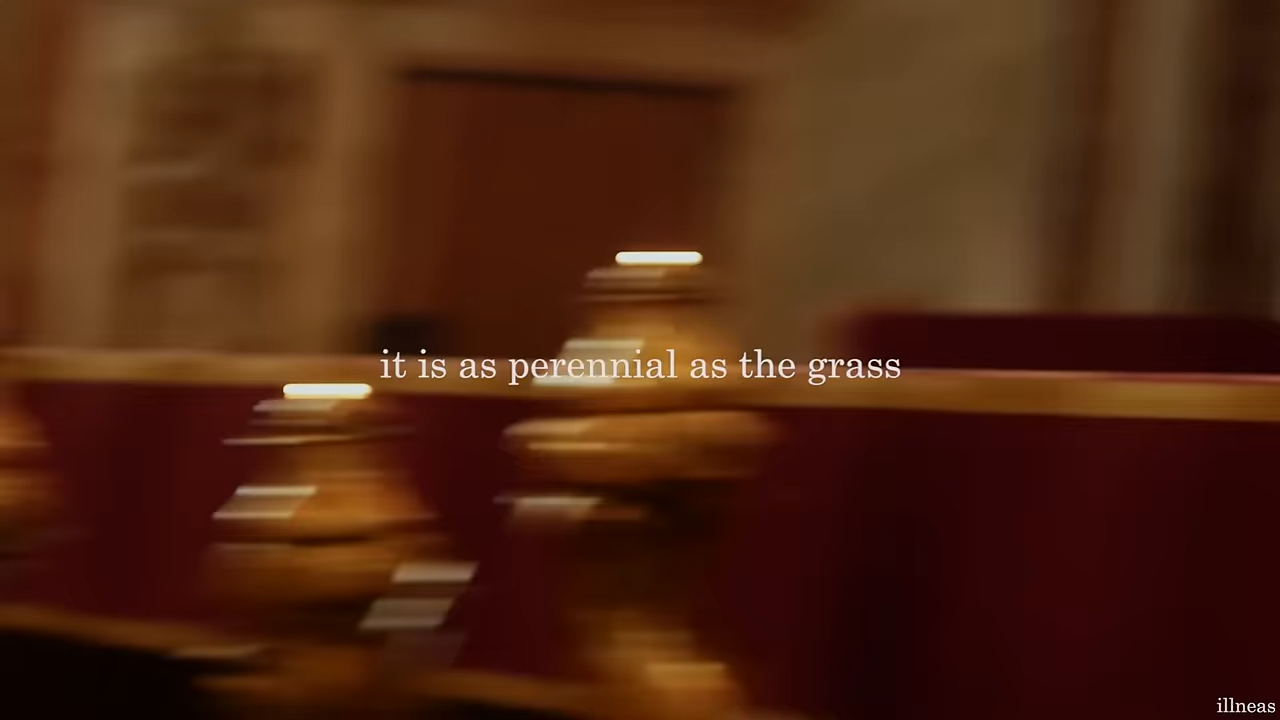 it is as perennial as the grass
illneas